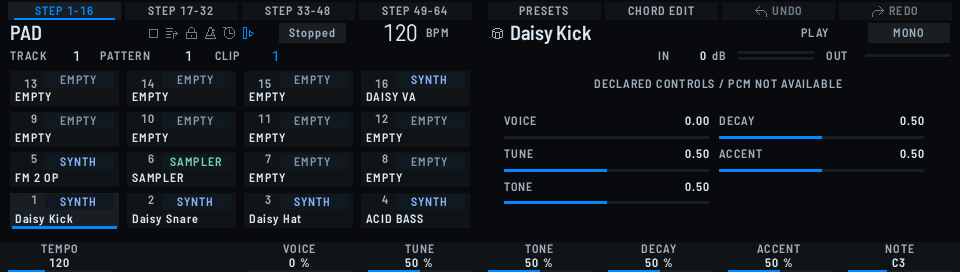 STEP 1-16 STEP 17-32 STEP 33-48 STEP 49-64 PRESETS CHORD EDIT UNDO REDO
PAD Stopped 120 BPM Daisy Kick PLAY MONO
TRACK 1 PATTERN 1 CLIP 1 IN 0 dB OUT
DECLARED CONTROLS / PCM NOT AVAILABLE
13 EMPTY 14 EMPTY 15 EMPTY 16 SYNTH
EMPTY EMPTY EMPTY DAISY VA
9 EMPTY 10 EMPTY 11 EMPTY 12 EMPTY
EMPTY EMPTY EMPTY EMPTY
5 SYNTH 6 SAMPLER 7 EMPTY 8 EMPTY
FM 2 OP SAMPLER EMPTY EMPTY
1 SYNTH 2 SYNTH 3 SYNTH 4 SYNTH
Daisy Kick Daisy Snare Daisy Hat ACID BASS
VOICE 0.00 DECAY 0.50
TUNE 0.50 ACCENT 0.50
TONE 0.50
TEMPO VOICE TUNE TONE DECAY ACCENT NOTE
120 0 % 50 % 50 % 50 % 50 % C3